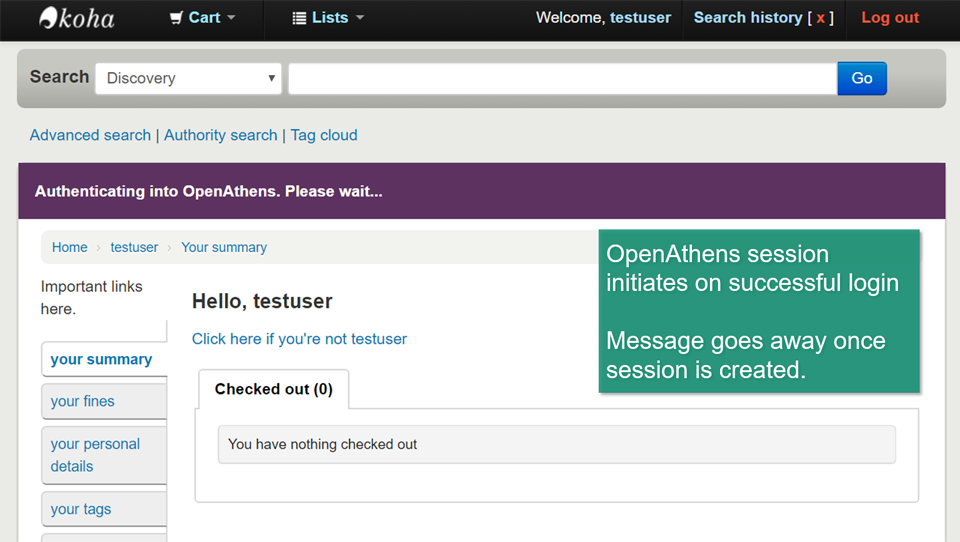 koha Cart Lists Welcome, testuser Search history [ x ] Log out
Search Discovery Go
Advanced search | Authority search | Tag cloud
Authenticating into OpenAthens. Please wait...
Home › testuser › Your summary
Important links
here.
your summary
your fines
your personal
details
your tags
Hello, testuser
Click here if you're not testuser
Checked out (0)
You have nothing checked out
OpenAthens session
initiates on successful login
Message goes away once
session is created.